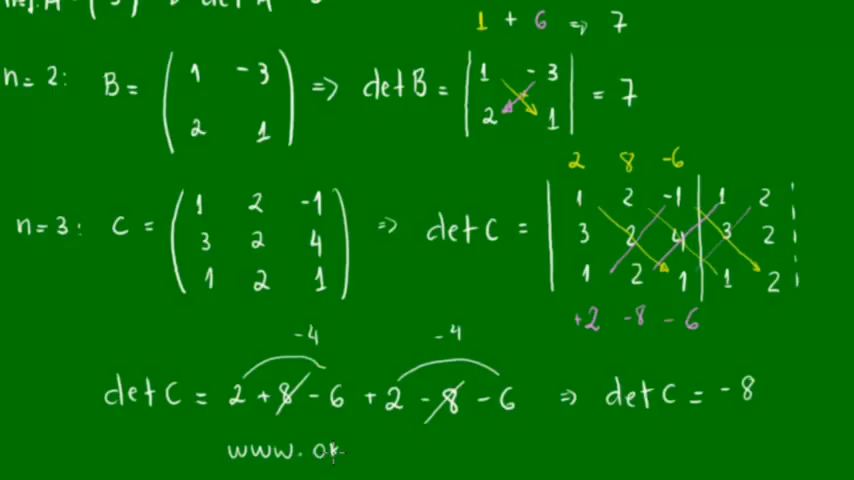 1 + 6 => 7
n=2: B = ( 1 -3 => det B = | 1 -3 | = 7
2 1 ) 2 1
2 8 -6
1 2 -1 1 2 | 1 2
n=3: C = ( 3 2 4 ) => det C = | 3 2 4 | 3 2
1 2 1 1 2 1 | 1 2
+2 -8 -6
-4 -4
det C = 2 + 8 - 6 + 2 - 8 - 6 => det C = -8
www.ok